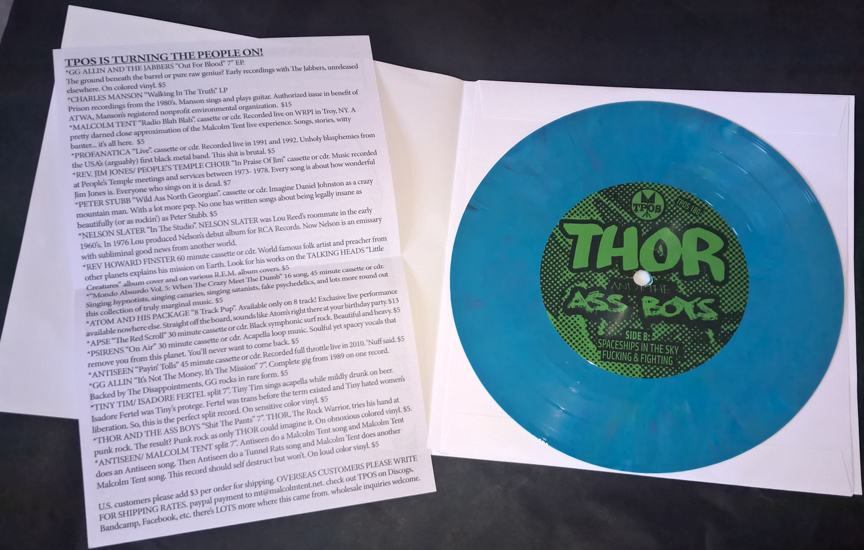 TPOS IS TURNING THE PEOPLE ON!
*GG ALLIN AND THE JABBERS "Out For Blood" 7" EP.
The ground beneath the barrel or pure raw genius? Early recordings with The Jabbers, unreleased
elsewhere. On colored vinyl. $5
*CHARLES MANSON "Walking In The Truth" LP
Prison recordings from the 1980's. Manson sings and plays guitar. Authorized issue in benefit of
ATWA, Manson's registered nonprofit environmental organization. $15
*MALCOLM TENT "Radio Blah Blah". cassette or cdr. Recorded live on WRPI in Troy, NY. A
pretty darned close approximation of the Malcolm Tent live experience. Songs, stories, witty
banter... it's all here. $5
*PROFANATICA "Live". cassette or cdr. Recorded live in 1991 and 1992. Unholy blasphemies from
the USA's (arguably) first black metal band. This shit is brutal. $5
*REV. JIM JONES/ PEOPLE'S TEMPLE CHOIR "In Praise Of Jim" cassette or cdr. Music recorded
at People's Temple meetings and services between 1973- 1978. Every song is about how wonderful
Jim Jones is. Everyone who sings on it is dead. $7
*PETER STUBB "Wild Ass North Georgian". cassette or cdr. Imagine Daniel Johnston as a crazy
mountain man. With a lot more pep. No one has written songs about being legally insane as
beautifully (or as rockin') as Peter Stubb. $5
*NELSON SLATER "In The Studio". NELSON SLATER was Lou Reed's roommate in the early
1960's. In 1976 Lou produced Nelson's debut album for RCA Records. Now Nelson is an emissary
with subliminal good news from another world.
*REV HOWARD FINSTER 60 minute cassette or cdr. World famous folk artist and preacher from
other planets explains his mission on Earth. Look for his works on the TALKING HEADS "Little
Creatures" album cover and on various R.E.M. album covers. $5
*"Mondo Absurdo Vol. 5: When The Crazy Meet The Dumb" 16 song, 45 minute cassette or cdr.
Singing hypnotists, singing canaries, singing satanists, fake psychedelics, and lots more round out
this collection of truly marginal music. $5
*ATOM AND HIS PACKAGE "8 Track Pup". Available only on 8 track! Exclusive live performance
available nowhere else. Straight off the board, sounds like Atom's right there at your birthday party. $13
*APSE "The Red Scroll" 30 minute cassette or cdr. Black symphonic surf rock. Beautiful and heavy. $5
*PSIRENS "On Air" 30 minute cassette or cdr. Acapella loop music. Soulful yet spacey vocals that
remove you from this planet. You'll never want to come back. $5
*ANTISEEN "Payin' Tolls" 45 minute cassette or cdr. Recorded full throttle live in 2010. 'Nuff said. $5
*GG ALLIN "It's Not The Money, It's The Mission" 7". Complete gig from 1989 on one record.
Backed by The Disappointments, GG rocks in rare form. $5
*TINY TIM/ ISADORE FERTEL split 7". Tiny Tim sings acapella while mildly drunk on beer.
Isadore Fertel was Tiny's protege. Fertel was trans before the term existed and Tiny hated women's
liberation. So, this is the perfect split record. On sensitive color vinyl. $5
*THOR AND THE ASS BOYS "Shit The Pants" 7". THOR, The Rock Warrior, tries his hand at
punk rock. The result? Punk rock as only THOR could imagine it. On obnoxious colored vinyl. $5.
*ANTISEEN/ MALCOLM TENT split 7". Antiseen do a Malcolm Tent song and Malcolm Tent
does an Antiseen song. Then Antiseen do a Tunnel Rats song and Malcolm Tent does another
Malcolm Tent song. This record should self destruct but won't. On loud color vinyl. $5
U.S. customers please add $3 per order for shipping. OVERSEAS CUSTOMERS PLEASE WRITE
FOR SHIPPING RATES. paypal payment to mt@malcolmtent.net. check out TPOS on Discogs,
Bandcamp, Facebook, etc. there's LOTS more where this came from. wholesale inquiries welcome.
TPOS
THOR
AND THE
ASS BOYS
SIDE B:
SPACESHIPS IN THE SKY
FUCKING & FIGHTING